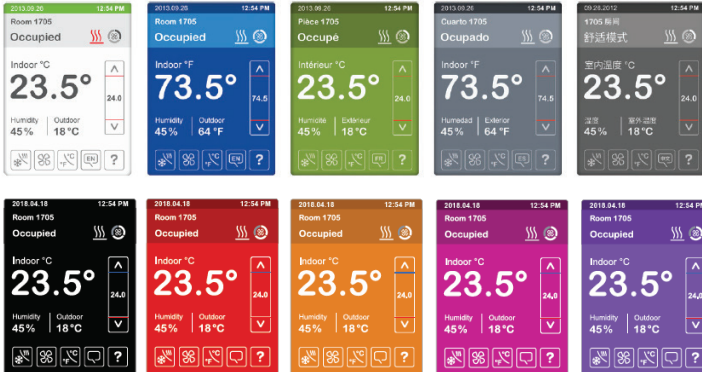 2013.09.26 12:54 PM
Room 1705
Occupied
Indoor °C
23.5°
24.0
Humidity Outdoor
45% 18°C
°F °C EN ?
2013.09.26 12:54 PM
Room 1705
Occupied
Indoor °F
73.5°
74.5
Humidity Outdoor
45% 64°F
°F °C EN ?
2013.09.26 12:54 PM
Pièce 1705
Occupé
Intérieur °C
23.5°
24.0
Humidité Extérieur
45% 18°C
°F °C ?
2013.09.26 12:54 PM
Cuarto 1705
Ocupado
Interior °F
73.5°
74.5
Humedad Exterior
45% 64°F
°F °C ES ?
09.26.2012 12:54 PM
1705
舒适模式
室内温度 °C
23.5°
24.0
湿度 室外温度
45% 18°C
°F °C ?
2018.04.18 12:54 PM
Room 1705
Occupied
Indoor °C
23.5°
24.0
Humidity Outdoor
45% 18°C
°F °C ?
2018.04.18 12:54 PM
Room 1705
Occupied
Indoor °C
23.5°
24.0
Humidity Outdoor
45% 18°C
°F °C ?
2018.04.18 12:54 PM
Room 1705
Occupied
Indoor °C
23.5°
24.0
Humidity Outdoor
45% 18°C
°F °C ?
2018.04.18 12:54 PM
Room 1705
Occupied
Indoor °C
23.5°
24.0
Humidity Outdoor
45% 18°C
°F °C ?
2018.04.18 12:54 PM
Room 1705
Occupied
Indoor °C
23.5°
24.0
Humidity Outdoor
45% 18°C
°F °C ?